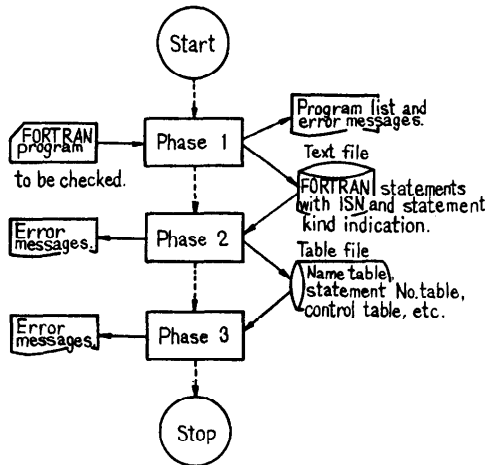 Start
Program list and
error messages.
FORTRAN
program
to be checked.
Phase 1
Text file
FORTRAN statements
with ISN and statement
kind indication.
Error
messages.
Phase 2
Table file
Name table,
statement No. table,
control table, etc.
Error
messages.
Phase 3
Stop